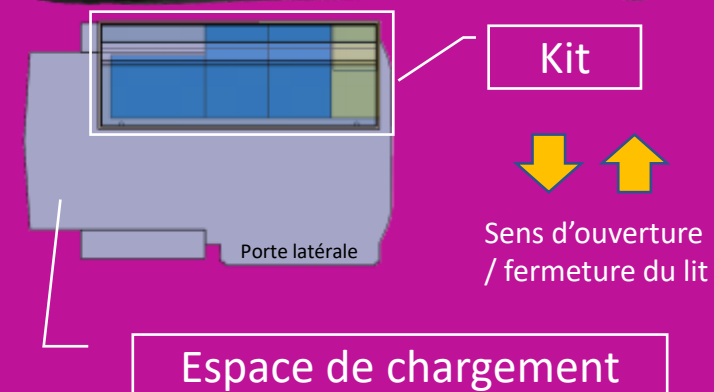 Kit
Sens d’ouverture
/ fermeture du lit
Porte latérale
Espace de chargement